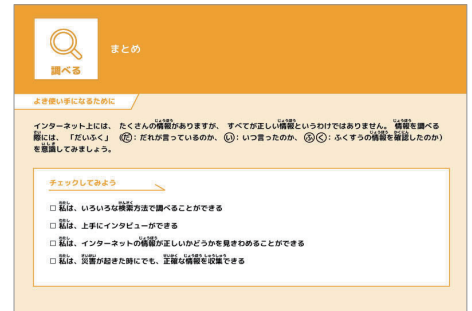 調べる
まとめ
よき使い手になるために
インターネット上には、たくさんの情報がありますが、すべてが正しい情報というわけではありません。情報を調べる
際には、「だいふく」(だ：だれが言っているのか、い：いつ言ったのか、ふく：ふくすうの情報を確認したのか)
を意識してみましょう。
チェックしてみよう
□私は、いろいろな検索方法で調べることができる
□私は、上手にインタビューができる
□私は、インターネットの情報が正しいかどうかを見きわめることができる
□私は、災害が起きた時にでも、正確な情報を収集できる